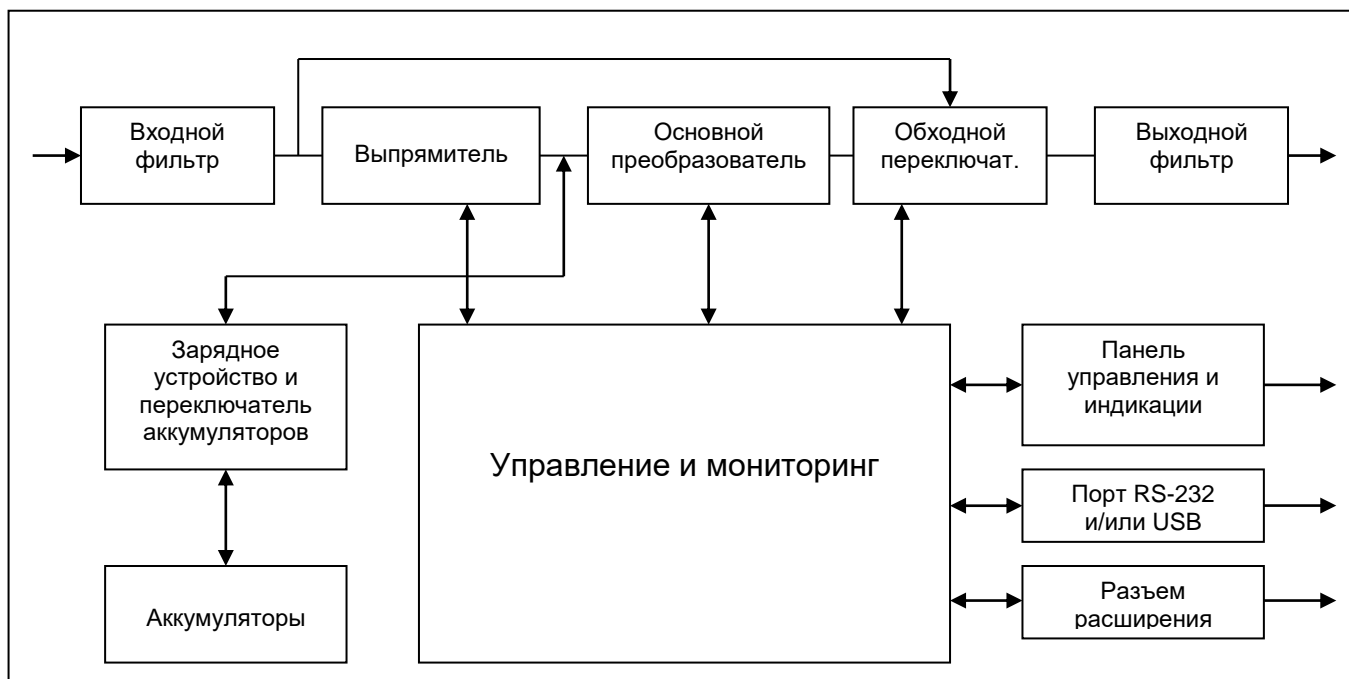 Входной
фильтр
Выпрямитель
Основной
преобразователь
Обходной
переключат.
Выходной
фильтр
Зарядное
устройство и
переключатель
аккумуляторов
Управление и мониторинг
Панель
управления и
индикации
Порт RS-232
и/или USB
Разъем
расширения
Аккумуляторы